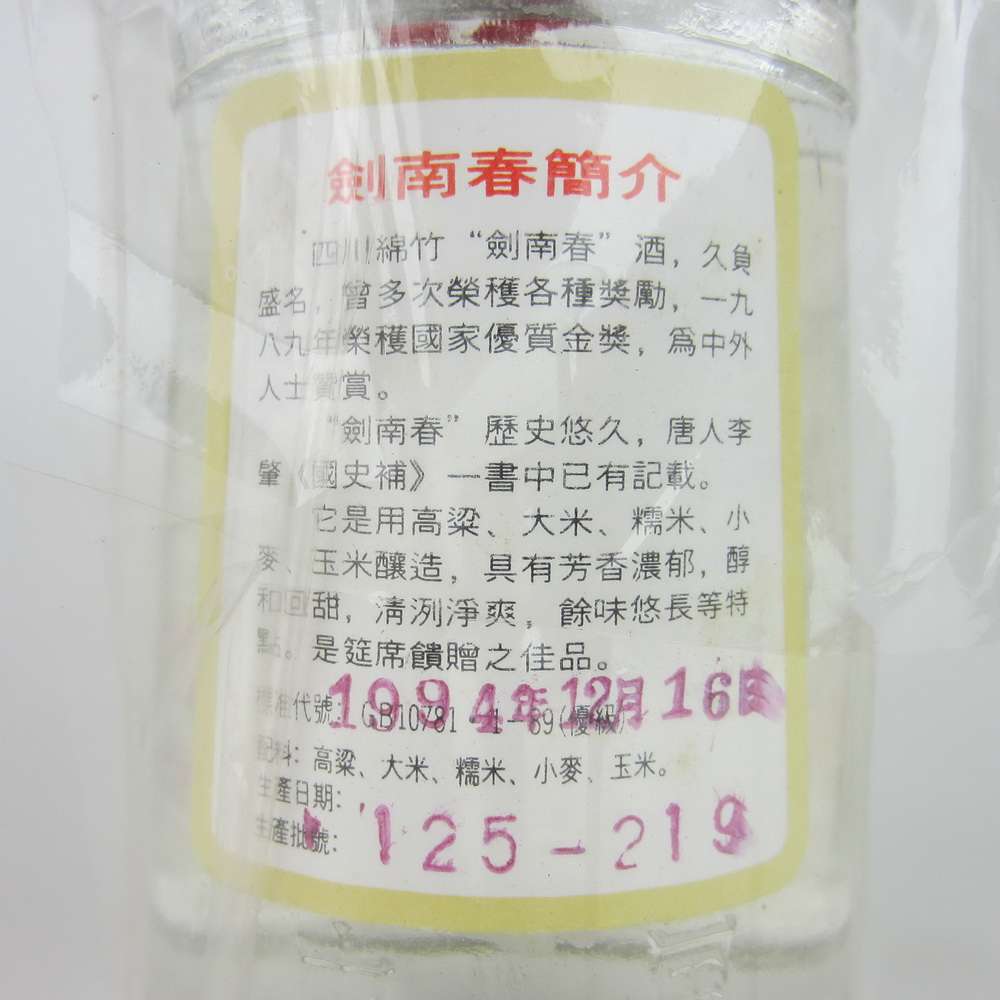 劍南春簡介
四川綿竹“劍南春”酒，久負
盛名，曾多次榮穫各種獎勵，一九
八九年榮穫國家優質金獎，爲中外
人士贊賞。
“劍南春”歷史悠久，唐人李
肇《國史補》一書中已有記載。
它是用高粱、大米、糯米、小
麥、玉米釀造，具有芳香濃郁，醇
和回甜，清洌淨爽，餘味悠長等特
點。是筵席饋贈之佳品。
標准代號：GB10781·1-89(優級)
1994年12月16日
配料：高粱、大米、糯米、小麥、玉米。
生產日期：
生產批號：125-219